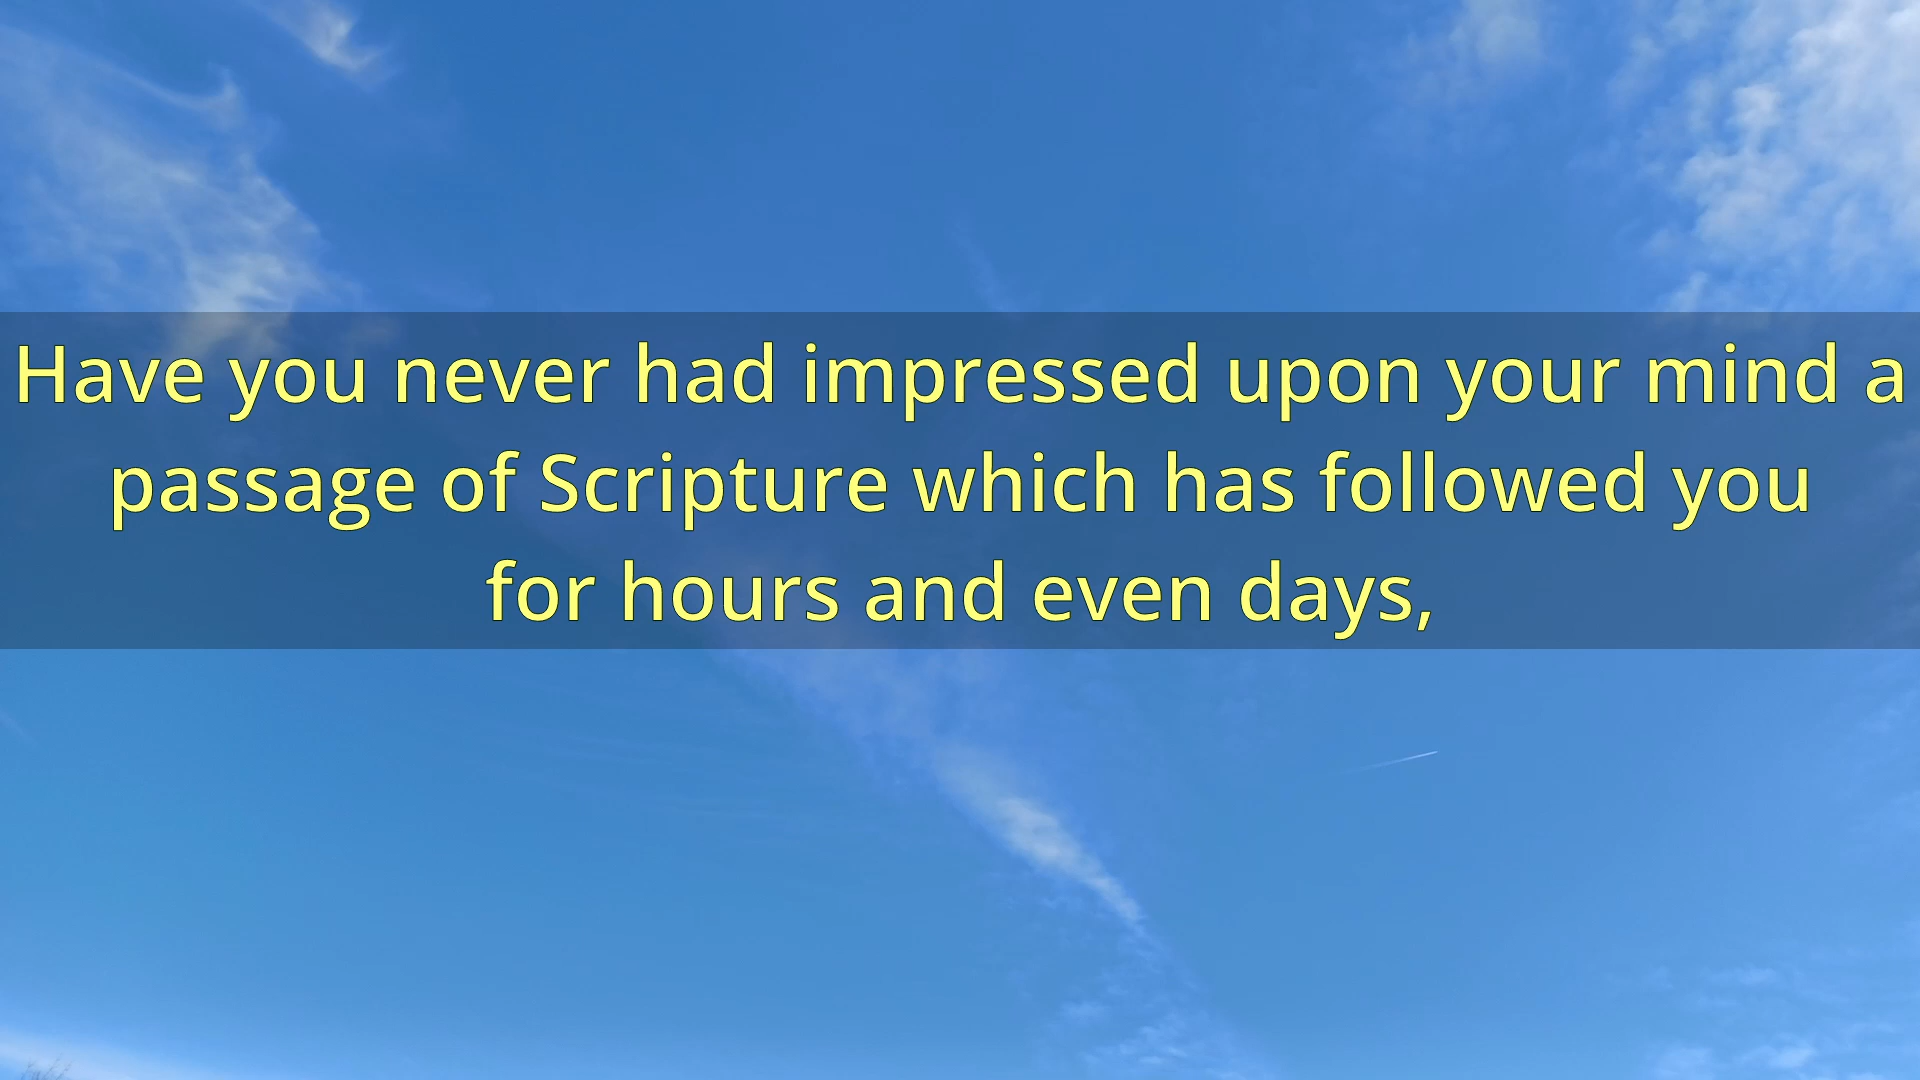 Have you never had impressed upon your mind a
passage of Scripture which has followed you
for hours and even days,